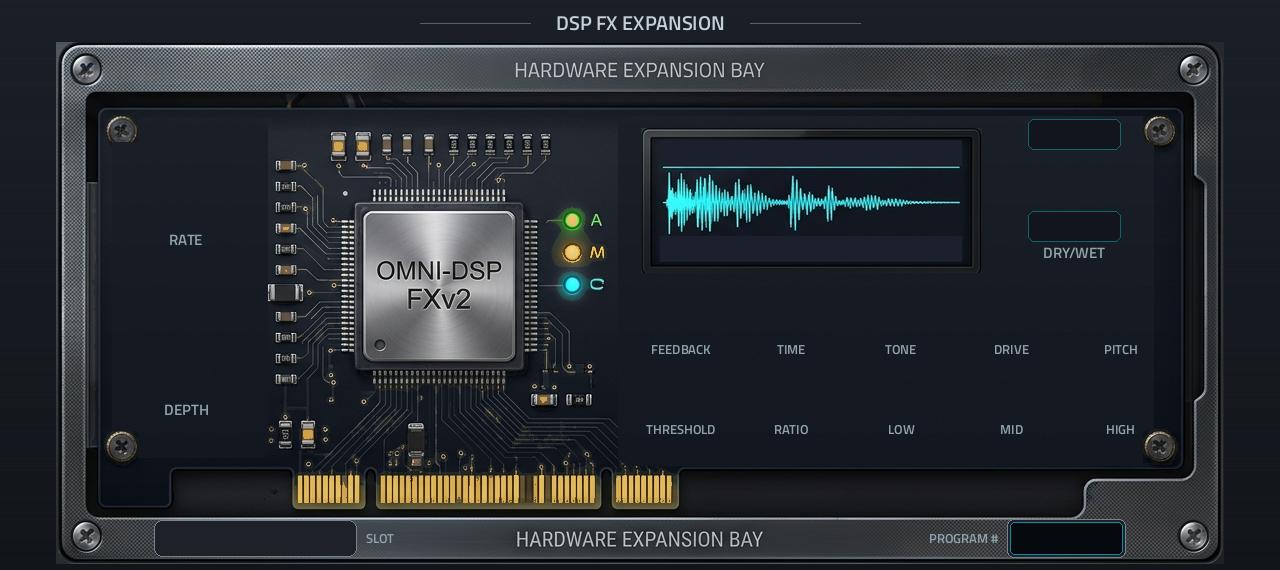 DSP FX EXPANSION
HARDWARE EXPANSION BAY
RATE
DEPTH
OMNI-DSP
FXv2
A
M
C
DRY/WET
FEEDBACK TIME TONE DRIVE PITCH
THRESHOLD RATIO LOW MID HIGH
SLOT
HARDWARE EXPANSION BAY
PROGRAM #